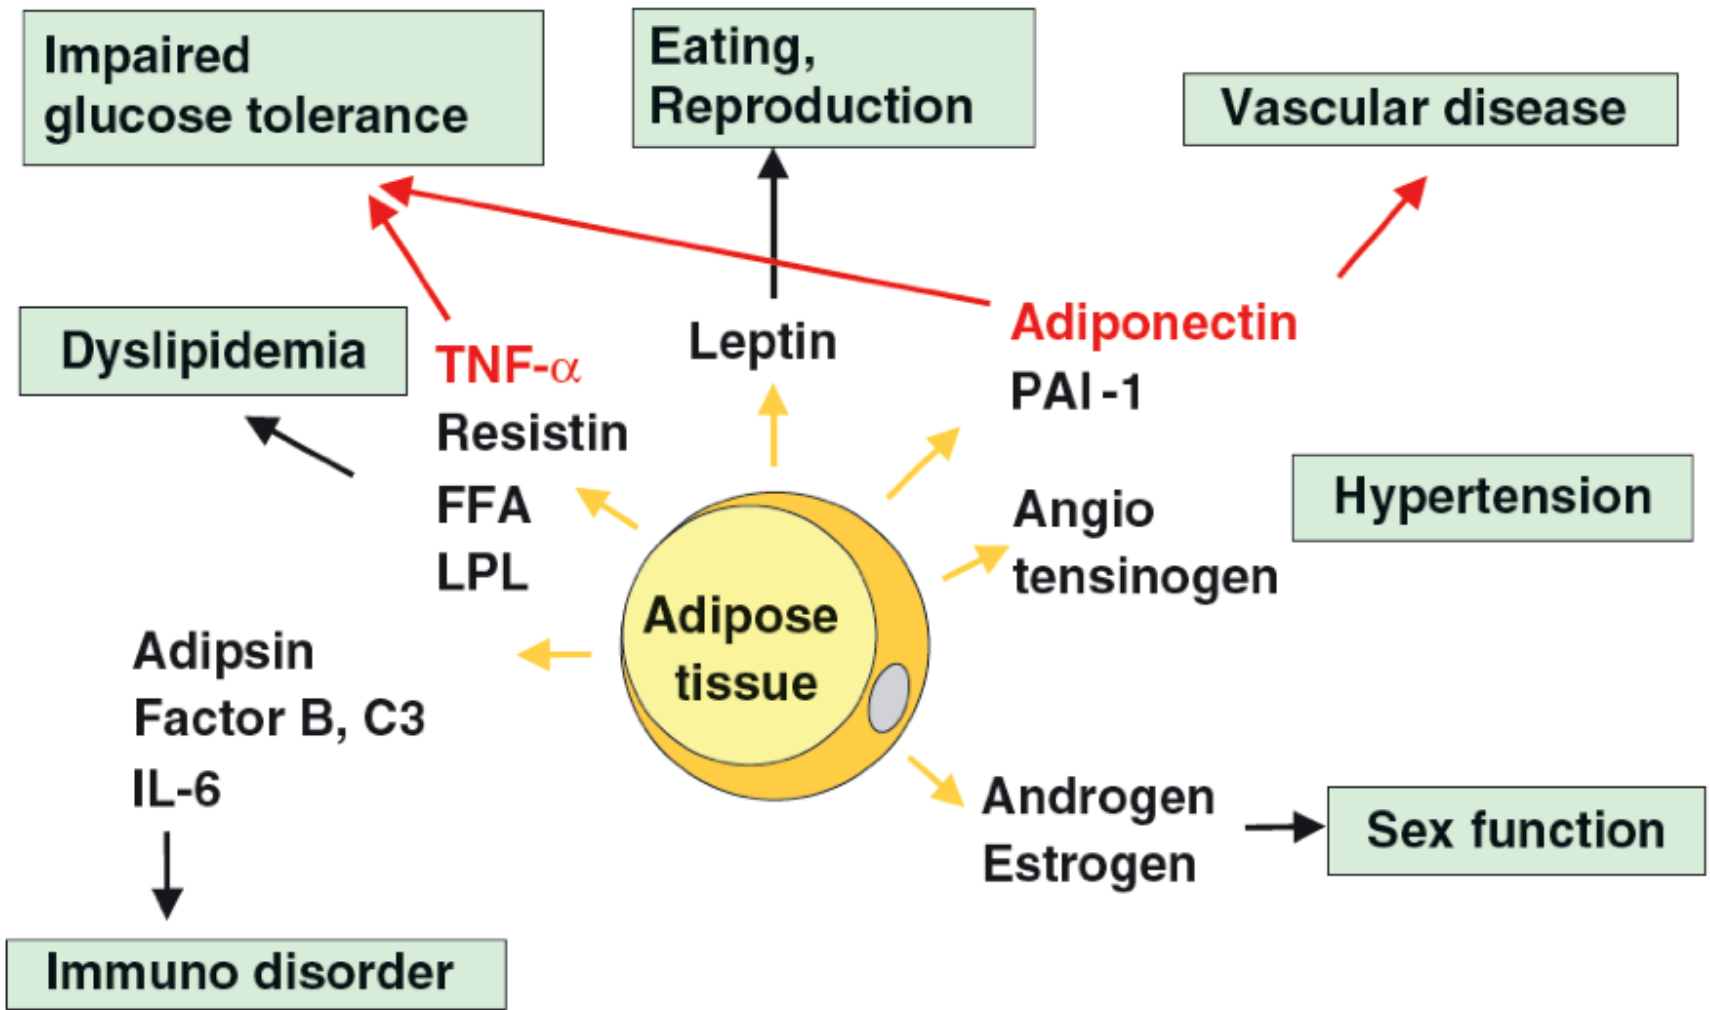 Impaired
glucose tolerance
Eating,
Reproduction
Vascular disease
Dyslipidemia
TNF-α
Resistin
FFA
LPL
Leptin
Adiponectin
PAI-1
Angio
tensinogen
Hypertension
Adipose
tissue
Adipsin
Factor B, C3
IL-6
Androgen
Estrogen
Sex function
Immuno disorder